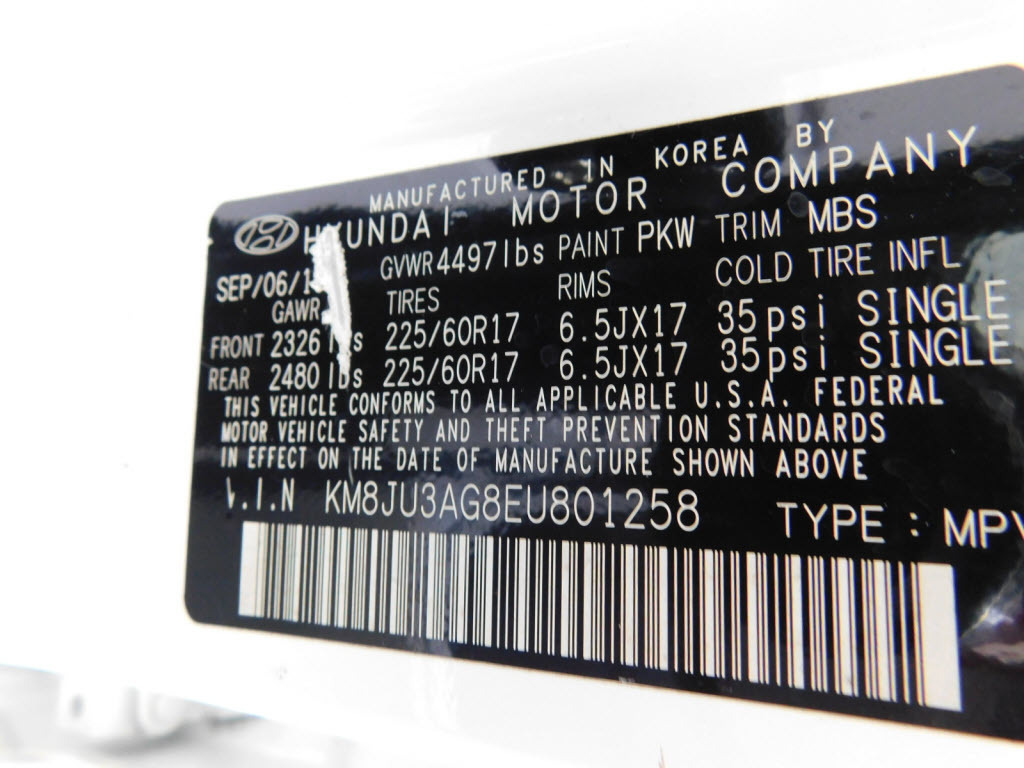 MANUFACTURED IN KOREA BY
HYUNDAI MOTOR COMPANY
SEP/06/1 GVWR 4497lbs PAINT PKW TRIM MBS
GAWR TIRES RIMS COLD TIRE INFL
FRONT 2326 lbs 225/60R17 6.5JX17 35psi SINGLE
REAR 2480 lbs 225/60R17 6.5JX17 35psi SINGLE
THIS VEHICLE CONFORMS TO ALL APPLICABLE U.S.A. FEDERAL
MOTOR VEHICLE SAFETY AND THEFT PREVENTION STANDARDS
IN EFFECT ON THE DATE OF MANUFACTURE SHOWN ABOVE
V.I.N KM8JU3AG8EU801258 TYPE : MPV